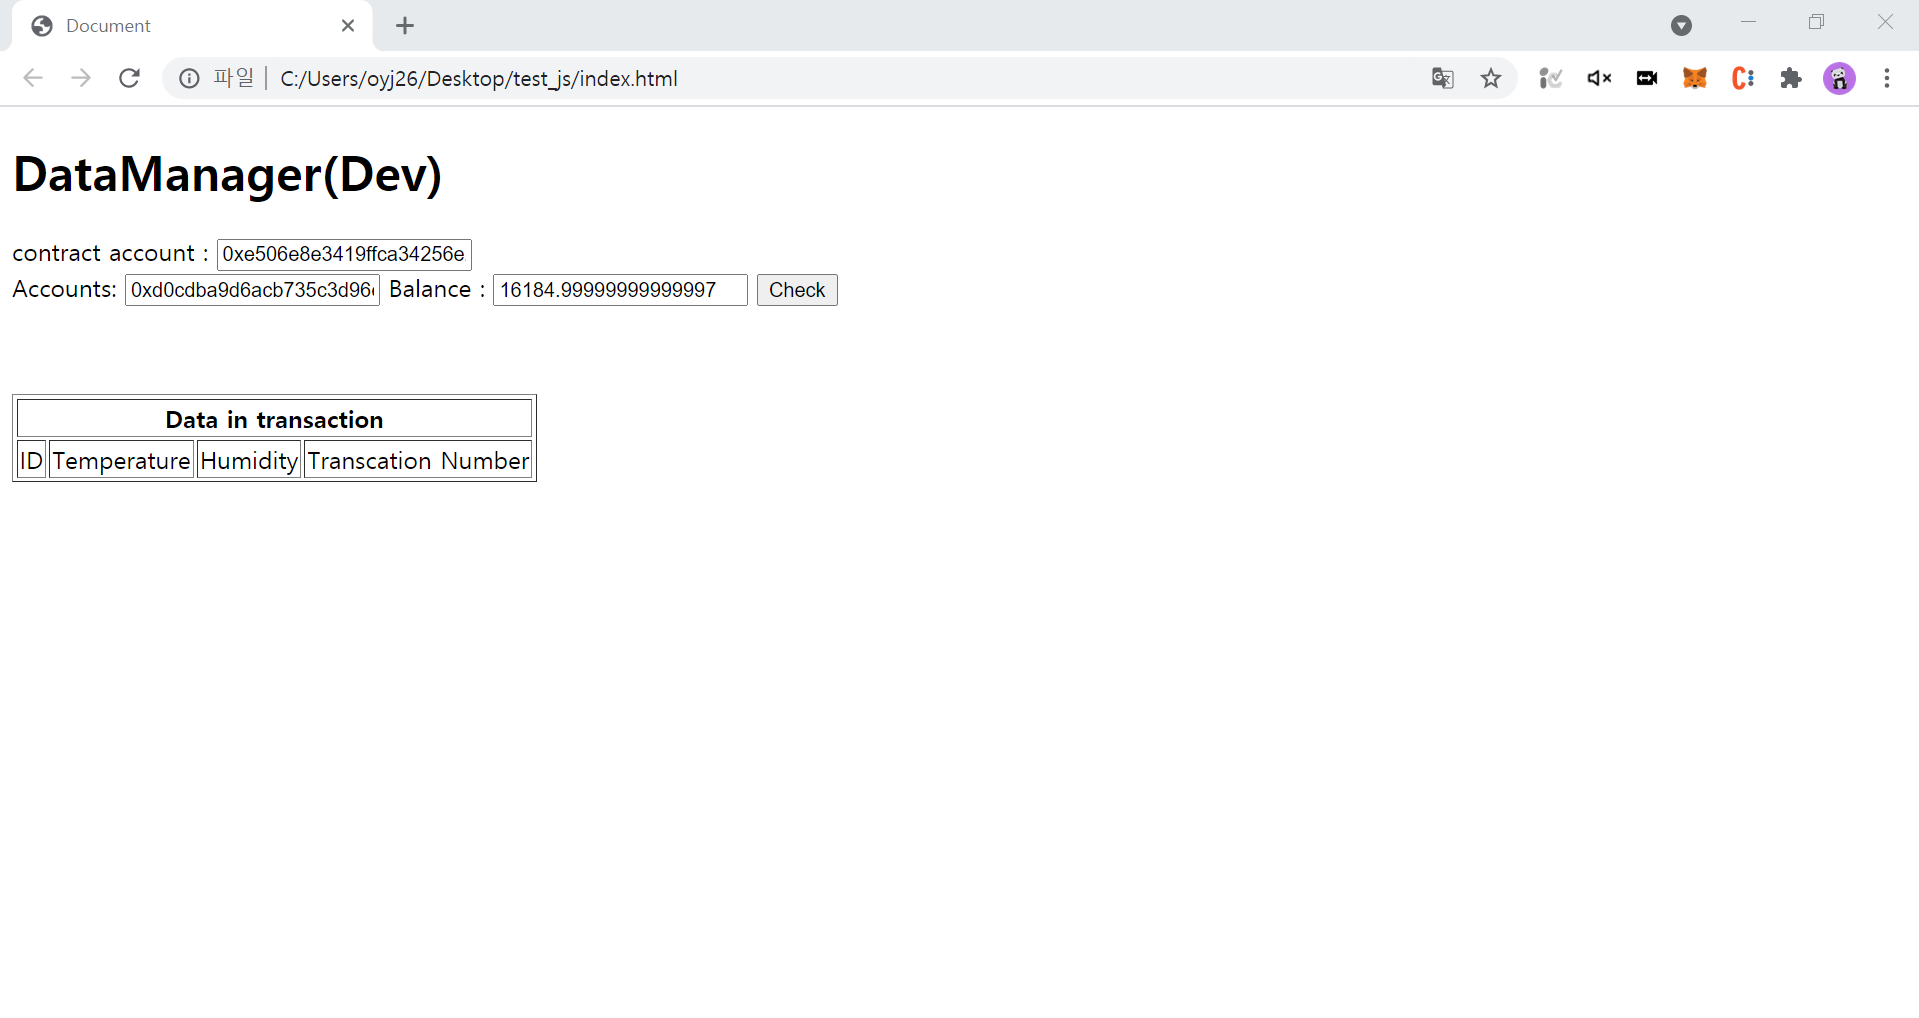 Document
파일 C:/Users/oyj26/Desktop/test_js/index.html
DataManager(Dev)
contract account : 0xe506e8e3419ffca34256e
Accounts: 0xd0cdba9d6acb735c3d96 Balance : 16184.99999999999997 Check
Data in transaction
ID Temperature Humidity Transcation Number